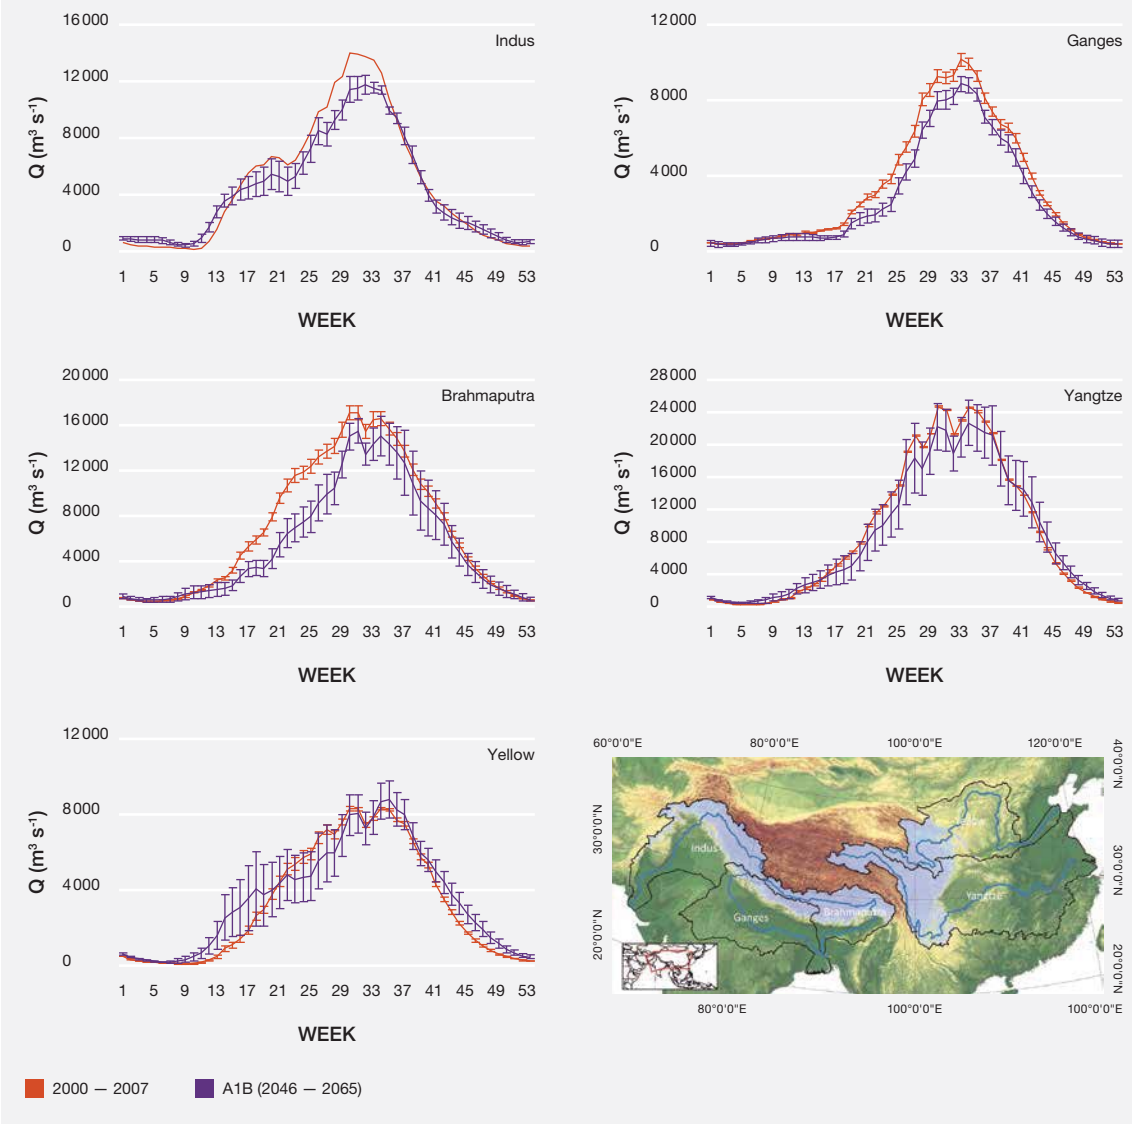 16 000
Indus
12 000
8000
4000
0
Q (m³ s⁻¹)
1 5 9 13 17 21 25 29 33 37 41 45 49 53
WEEK
12 000
Ganges
8000
4000
0
Q (m³ s⁻¹)
1 5 9 13 17 21 25 29 33 37 41 45 49 53
WEEK
20 000
Brahmaputra
16 000
12 000
8000
4000
0
Q (m³ s⁻¹)
1 5 9 13 17 21 25 29 33 37 41 45 49 53
WEEK
28 000
Yangtze
24 000
20 000
16 000
12 000
8000
4000
0
Q (m³ s⁻¹)
1 5 9 13 17 21 25 29 33 37 41 45 49 53
WEEK
12 000
Yellow
8000
4000
0
Q (m³ s⁻¹)
1 5 9 13 17 21 25 29 33 37 41 45 49 53
WEEK
60°0'0"E 80°0'0"E 100°0'0"E 120°0'0"E
40°0'0"N
30°0'0"N
Yellow
Indus
30°0'0"N
Yangtze
Ganges
Brahmaputra
20°0'0"N
20°0'0"N
80°0'0"E 100°0'0"E 100°0'0"E
2000 — 2007
A1B (2046 — 2065)